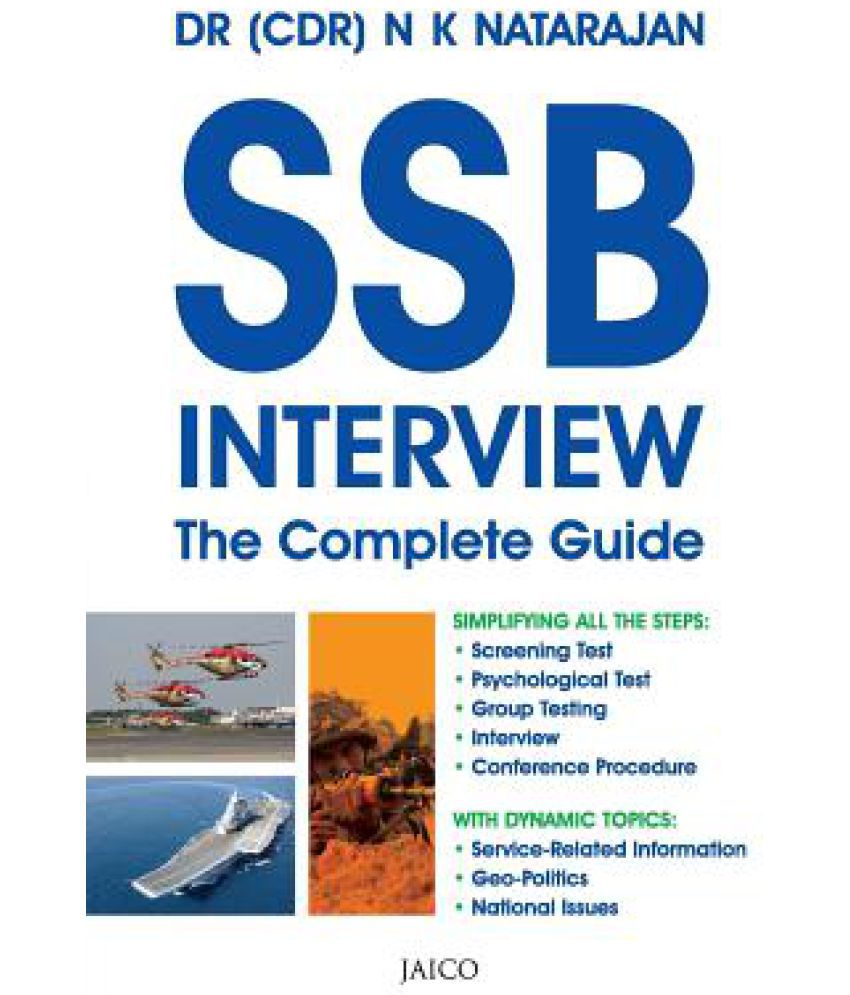 DR (CDR) N K NATARAJAN
SSB
INTERVIEW
The Complete Guide
SIMPLIFYING ALL THE STEPS:
• Screening Test
• Psychological Test
• Group Testing
• Interview
• Conference Procedure
WITH DYNAMIC TOPICS:
• Service-Related Information
• Geo-Politics
• National Issues
JAICO